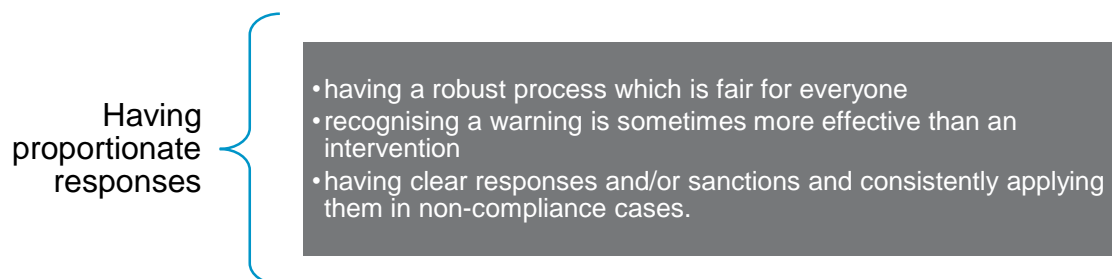 Having
proportionate
responses
•having a robust process which is fair for everyone
•recognising a warning is sometimes more effective than an
intervention
•having clear responses and/or sanctions and consistently applying
them in non-compliance cases.